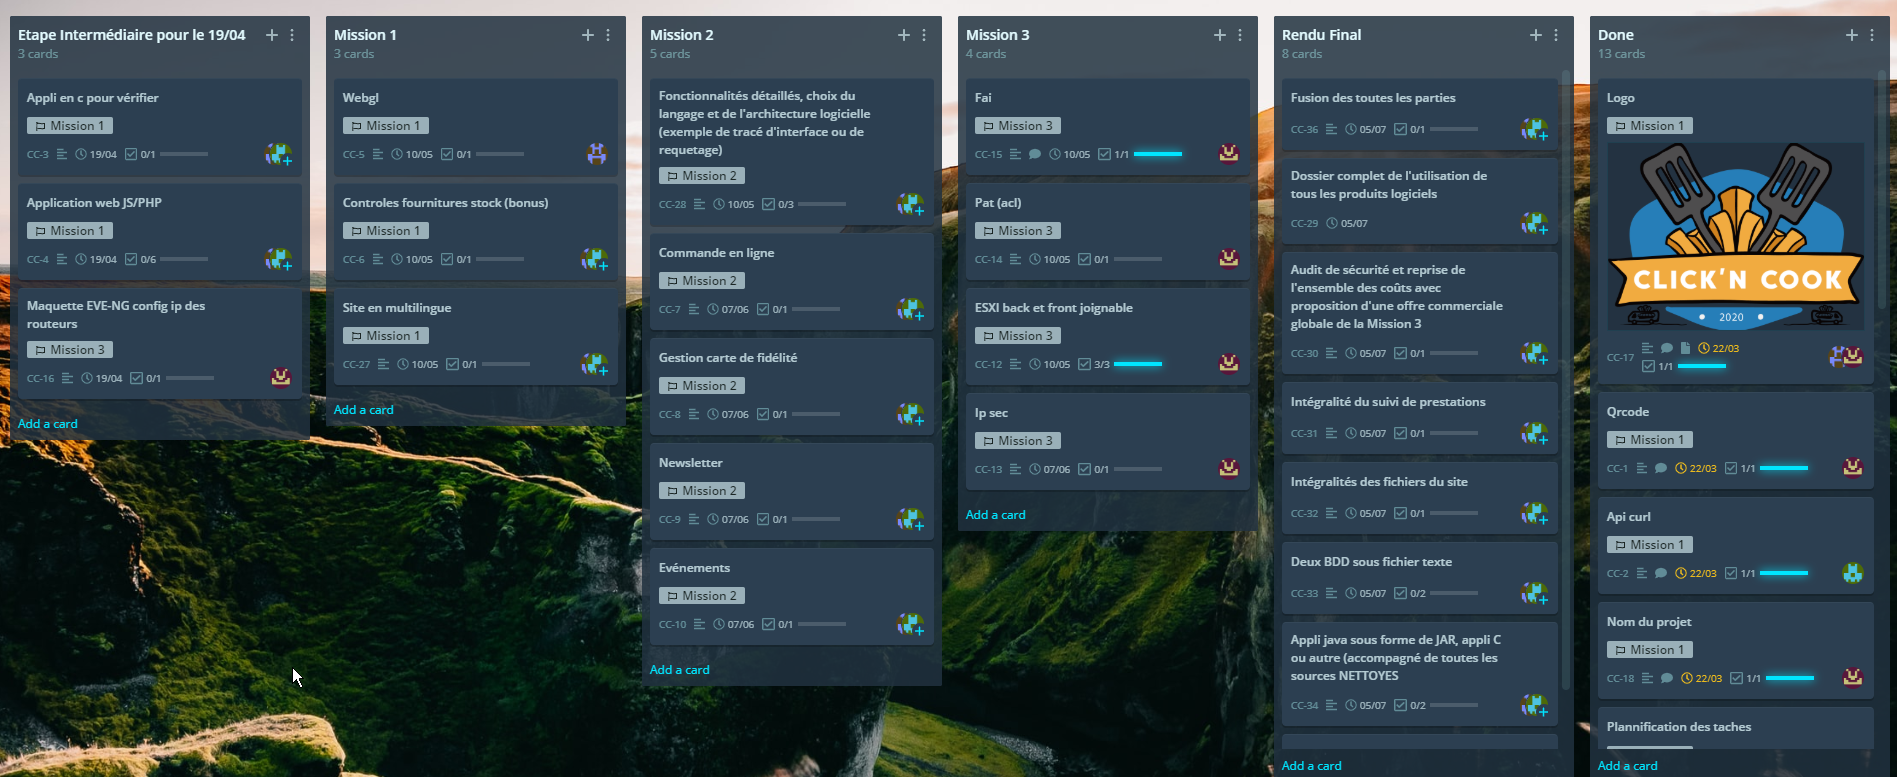 Etape Intermédiaire pour le 19/04
3 cards
Appli en c pour vérifier
Mission 1
CC-3 19/04 0/1
Application web JS/PHP
Mission 1
CC-4 19/04 0/6
Maquette EVE-NG config ip des
routeurs
Mission 3
CC-16 19/04 0/1
Add a card
Mission 1
3 cards
Webgl
Mission 1
CC-5 10/05 0/1
Controles fournitures stock (bonus)
Mission 1
CC-6 10/05 0/1
Site en multilingue
Mission 1
CC-27 10/05 0/1
Add a card
Mission 2
5 cards
Fonctionnalités détaillés, choix du
langage et de l'architecture logicielle
(exemple de tracé d'interface ou de
requetage)
Mission 2
CC-28 10/05 0/3
Commande en ligne
Mission 2
CC-7 07/06 0/1
Gestion carte de fidélité
Mission 2
CC-8 07/06 0/1
Newsletter
Mission 2
CC-9 07/06 0/1
Evénements
Mission 2
CC-10 07/06 0/1
Add a card
Mission 3
4 cards
Fai
Mission 3
CC-15 10/05 1/1
Pat (acl)
Mission 3
CC-14 10/05 0/1
ESXI back et front joignable
Mission 3
CC-12 10/05 3/3
Ip sec
Mission 3
CC-13 07/06 0/1
Add a card
Rendu Final
8 cards
Fusion des toutes les parties
CC-36 05/07 0/1
Dossier complet de l'utilisation de
tous les produits logiciels
CC-29 05/07
Audit de sécurité et reprise de
l'ensemble des coûts avec
proposition d'une offre commerciale
globale de la Mission 3
CC-30 05/07 0/1
Intégralité du suivi de prestations
CC-31 05/07 0/1
Intégralités des fichiers du site
CC-32 05/07 0/1
Deux BDD sous fichier texte
CC-33 05/07 0/2
Appli java sous forme de JAR, appli C
ou autre (accompagné de toutes les
sources NETTOYES
CC-34 05/07 0/2
Add a card
Done
13 cards
Logo
Mission 1
CLICK'N COOK
2020
CC-17 22/03
1/1
Qrcode
Mission 1
CC-1 22/03 1/1
Api curl
Mission 1
CC-2 22/03 1/1
Nom du projet
Mission 1
CC-18 22/03 1/1
Plannification des taches
Add a card